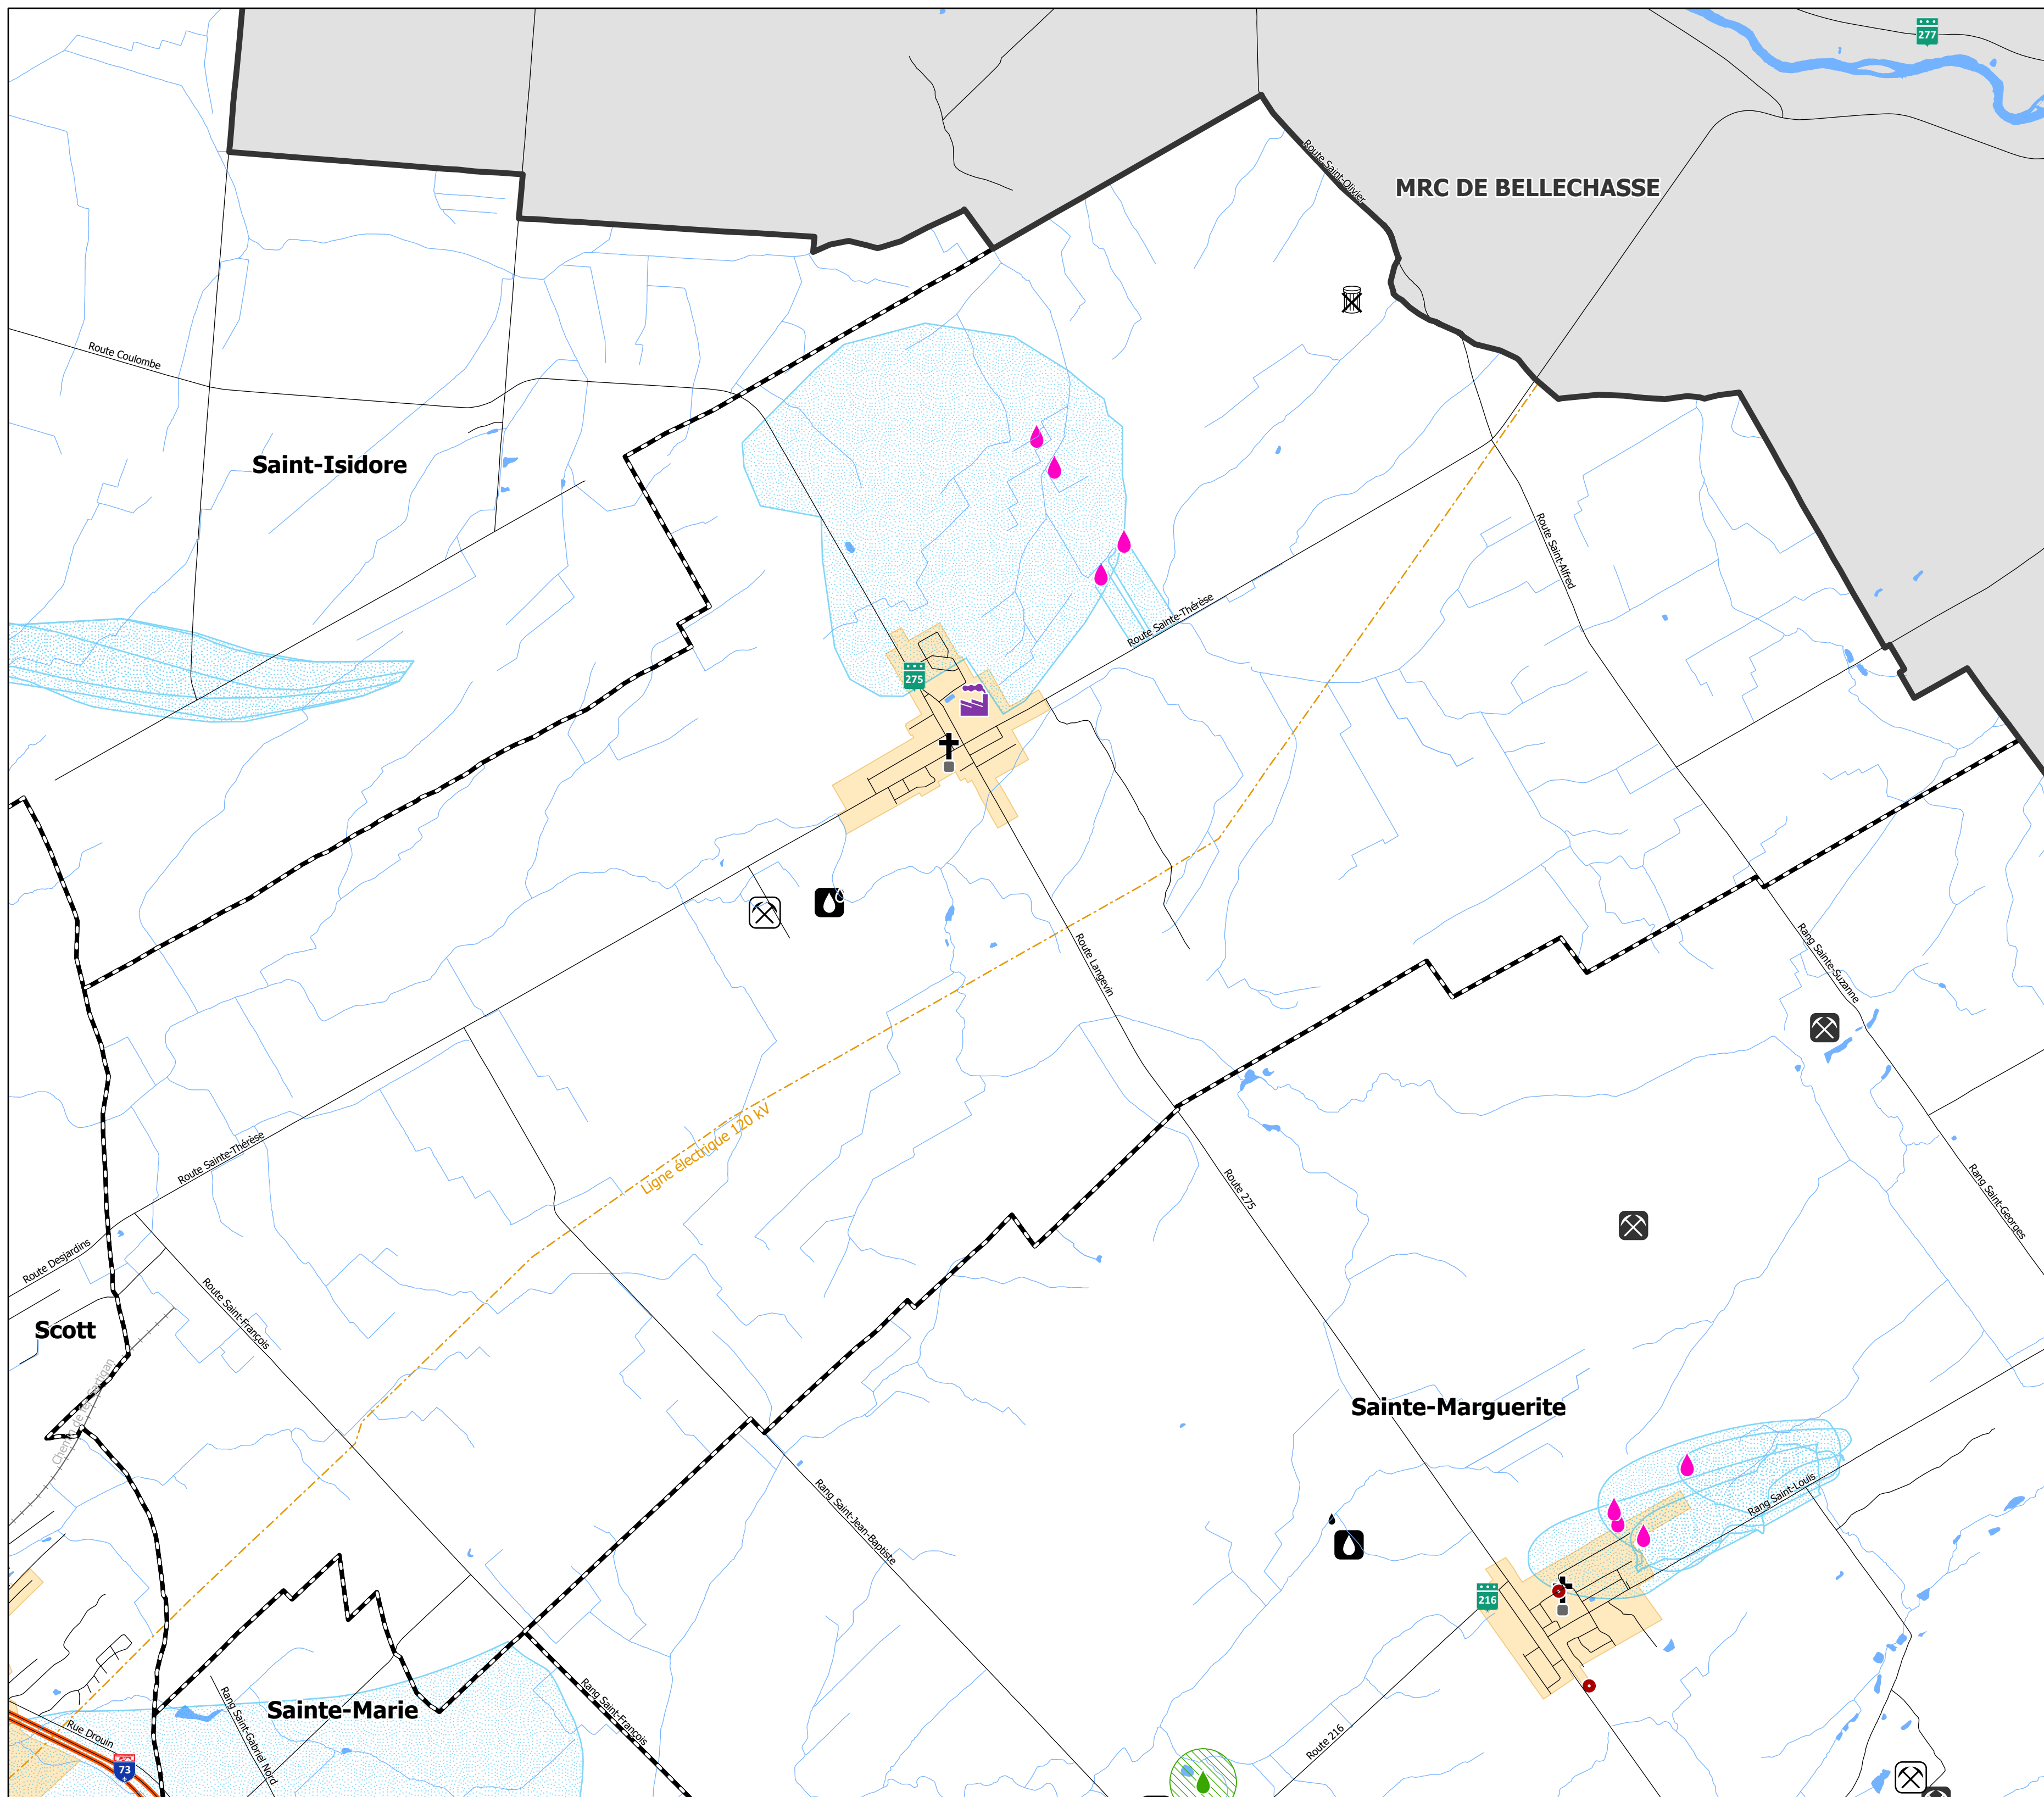 277
MRC DE BELLECHASSE
Route Saint-Olivier
Route Coulombe
Saint-Isidore
Route Saint-Alfred
Route Sainte-Thérèse
275
Route Langevin
Rang Sainte-Suzanne
Ligne électrique 120 kV
Route Sainte-Thérèse
Route 275
Rang Saint-Georges
Route Desjardins
Route Saint-François
Scott
Sainte-Marguerite
Rang Saint-Jean-Baptiste
Rang Saint-Louis
216
Rang Saint-François
Sainte-Marie
Rang Saint-Gabriel Nord
Rue Drouin
Route 216
73